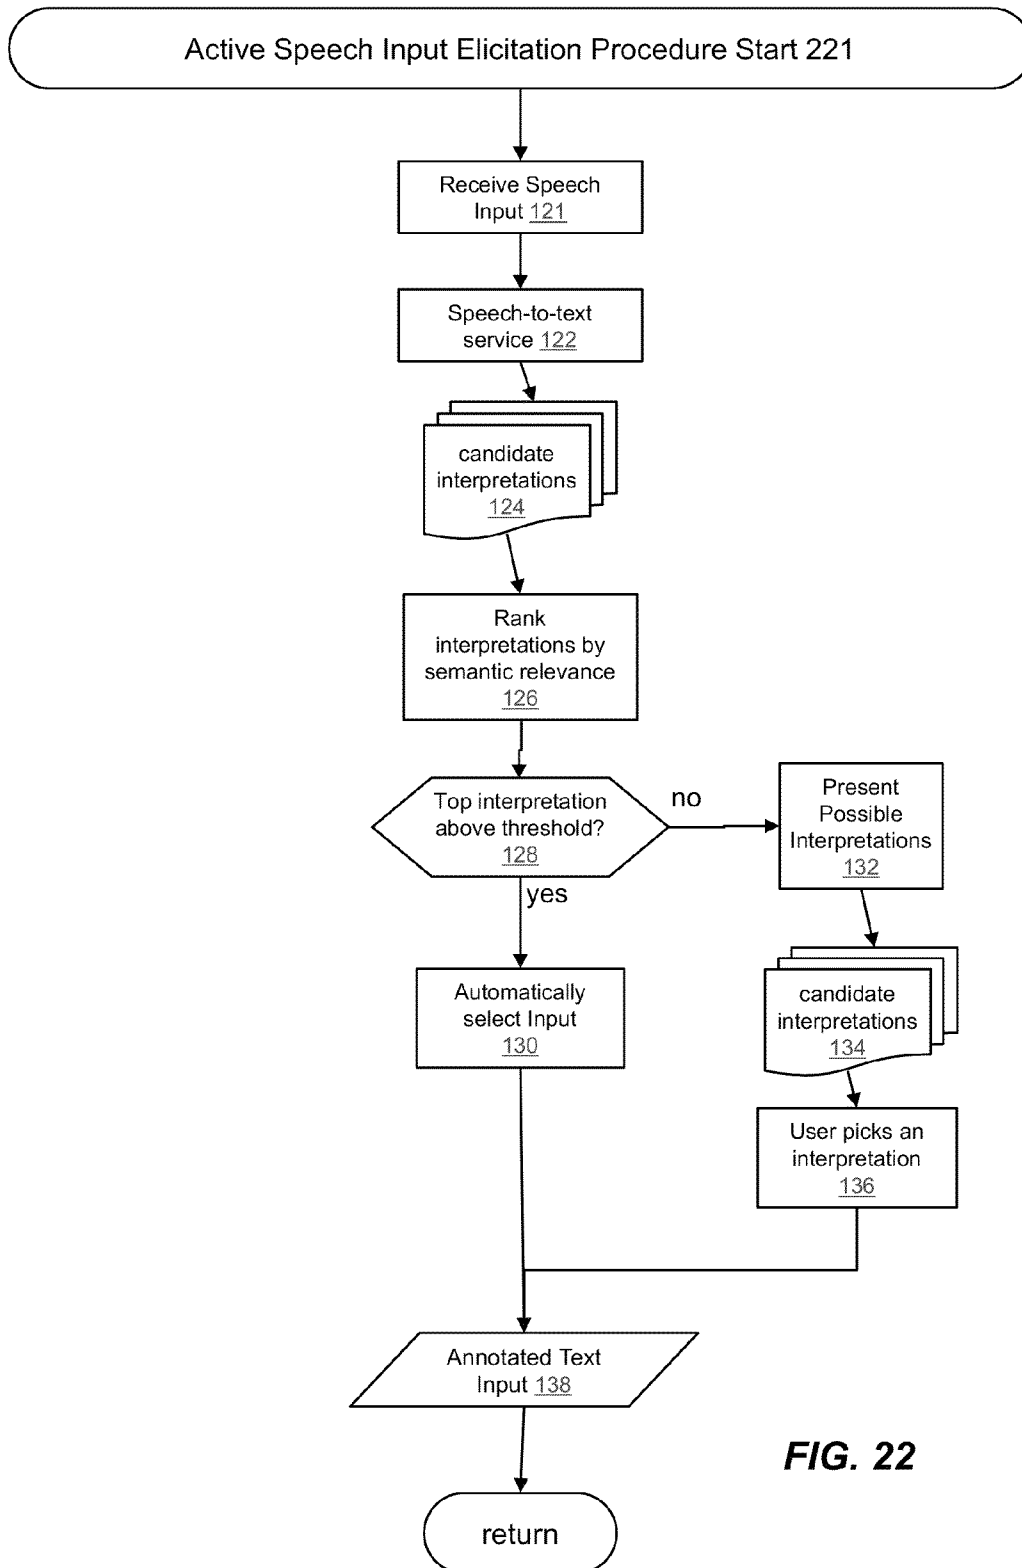 Active Speech Input Elicitation Procedure Start 221
Receive Speech
Input 121
Speech-to-text
service 122
candidate
interpretations
124
Rank
interpretations by
semantic relevance
126
Top interpretation
above threshold?
128
no
yes
Present
Possible
Interpretations
132
Automatically
select Input
130
candidate
interpretations
134
User picks an
interpretation
136
Annotated Text
Input 138
FIG. 22
return